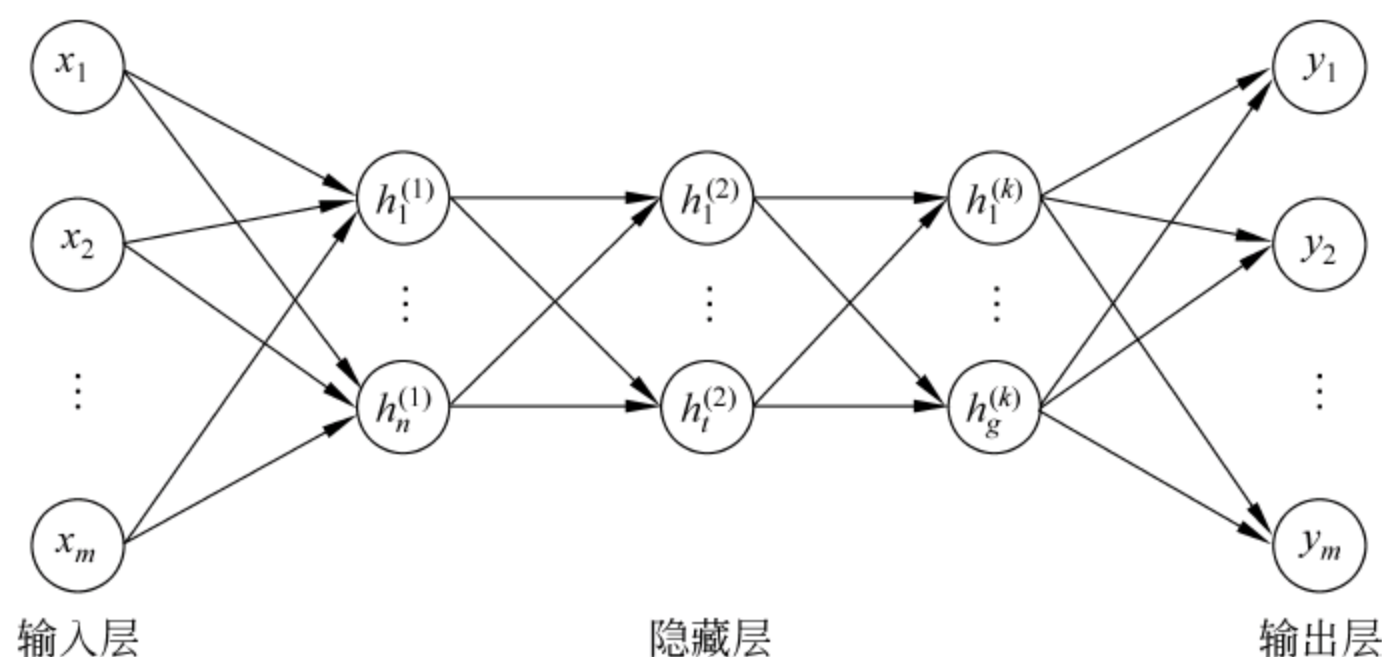 x₁
y₁
h₁⁽¹⁾ h₁⁽²⁾ h₁⁽ᵏ⁾
x₂
y₂
⋮ ⋮ ⋮
⋮ ⋮
hₙ⁽¹⁾ hₜ⁽²⁾ h_g⁽ᵏ⁾
xₘ
yₘ
输入层 隐藏层 输出层